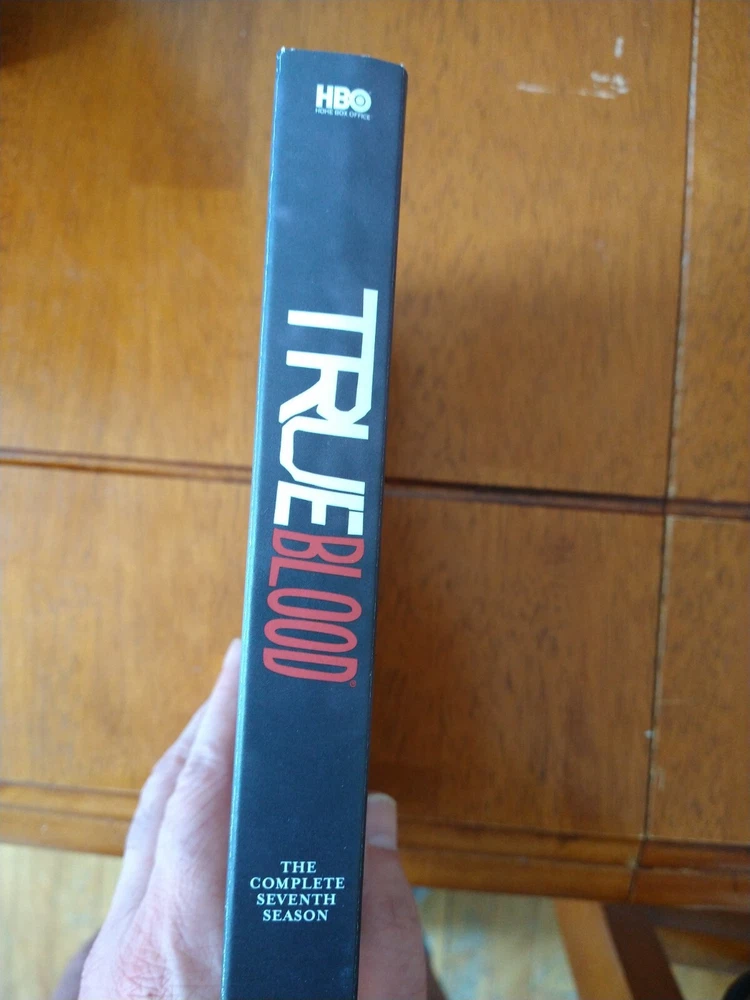 HBO
HOME BOX OFFICE
TRUE BLOOD®
THE
COMPLETE
SEVENTH
SEASON